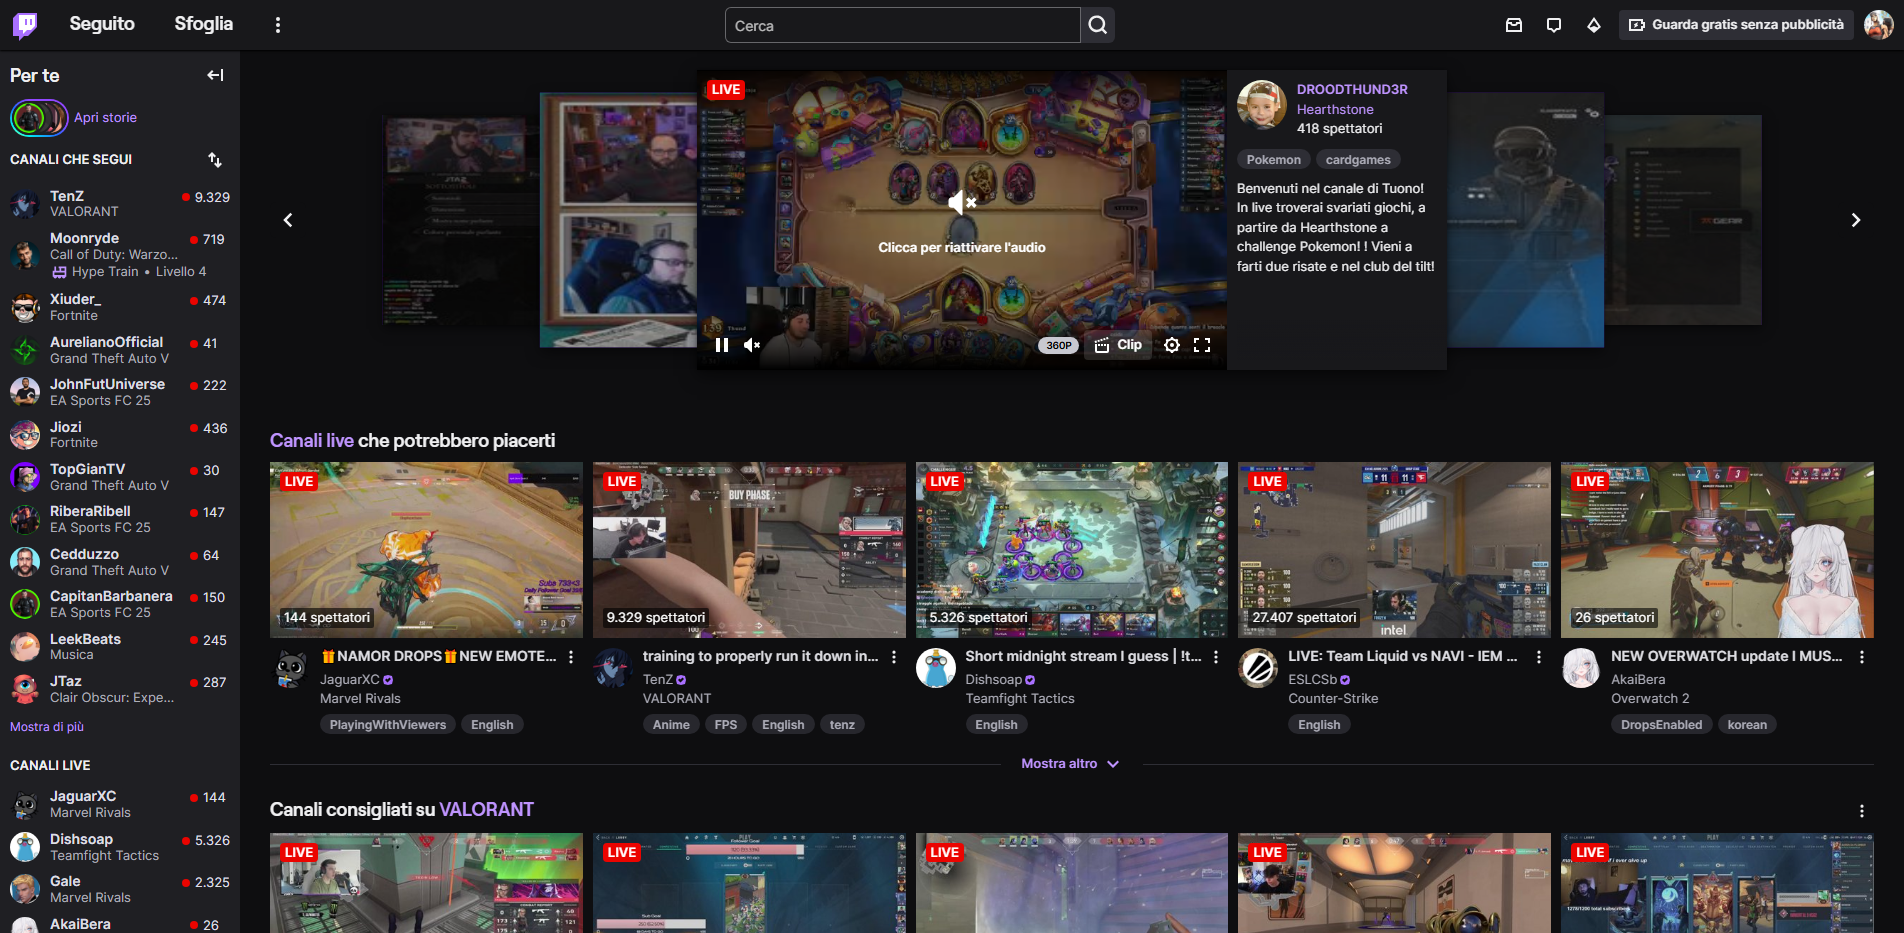 Seguito
Sfoglia
Cerca
Guarda gratis senza pubblicità
Per te
Apri storie
CANALI CHE SEGUI
TenZ 9.329
VALORANT
Moonryde 719
Call of Duty: Warzo...
Hype Train • Livello 4
Xiuder_ 474
Fortnite
AurelianoOfficial 41
Grand Theft Auto V
JohnFutUniverse 222
EA Sports FC 25
Jiozi 436
Fortnite
TopGianTV 30
Grand Theft Auto V
RiberaRibell 147
EA Sports FC 25
Cedduzzo 64
Grand Theft Auto V
CapitanBarbanera 150
EA Sports FC 25
LeekBeats 245
Musica
JTaz 287
Clair Obscur: Expe...
Mostra di più
CANALI LIVE
JaguarXC 144
Marvel Rivals
Dishsoap 5.326
Teamfight Tactics
Gale 2.325
Marvel Rivals
AkaiBera 26
LIVE
Clicca per riattivare l'audio
360P
Clip
DROODTHUND3R
Hearthstone
418 spettatori
Pokemon cardgames
Benvenuti nel canale di Tuono!
In live troverai svariati giochi, a
partire da Hearthstone a
challenge Pokemon! ! Vieni a
farti due risate e nel club del tilt!
Canali live che potrebbero piacerti
LIVE
144 spettatori
NAMOR DROPS NEW EMOTE...
JaguarXC
Marvel Rivals
PlayingWithViewers English
LIVE
BUY PHASE
9.329 spettatori
training to properly run it down in...
TenZ
VALORANT
Anime FPS English tenz
LIVE
5.326 spettatori
Short midnight stream I guess | !t...
Dishsoap
Teamfight Tactics
English
LIVE
27.407 spettatori
intel
LIVE: Team Liquid vs NAVI - IEM ...
ESLCSb
Counter-Strike
English
LIVE
26 spettatori
NEW OVERWATCH update I MUS...
AkaiBera
Overwatch 2
DropsEnabled korean
Mostra altro
Canali consigliati su VALORANT
LIVE
LIVE
LIVE
LIVE
LIVE